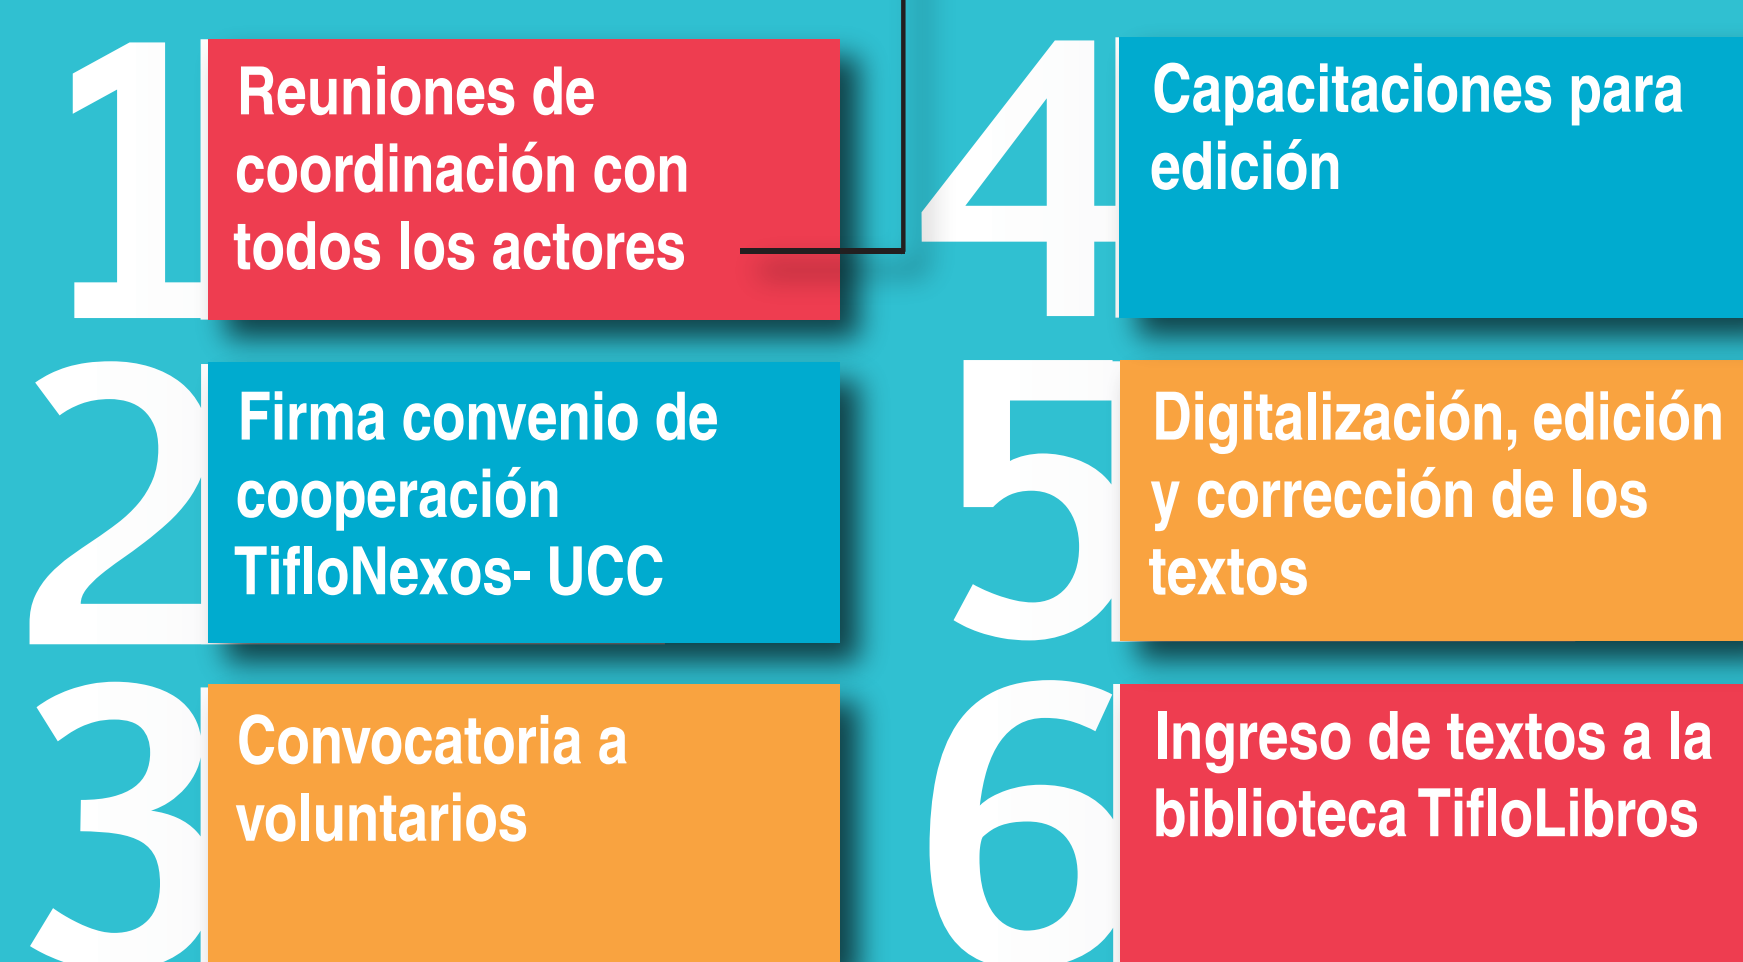 1
Reuniones de
coordinación con
todos los actores
2
Firma convenio de
cooperación
TifloNexos- UCC
3
Convocatoria a
voluntarios
4
Capacitaciones para
edición
5
Digitalización, edición
y corrección de los
textos
6
Ingreso de textos a la
biblioteca TifloLibros